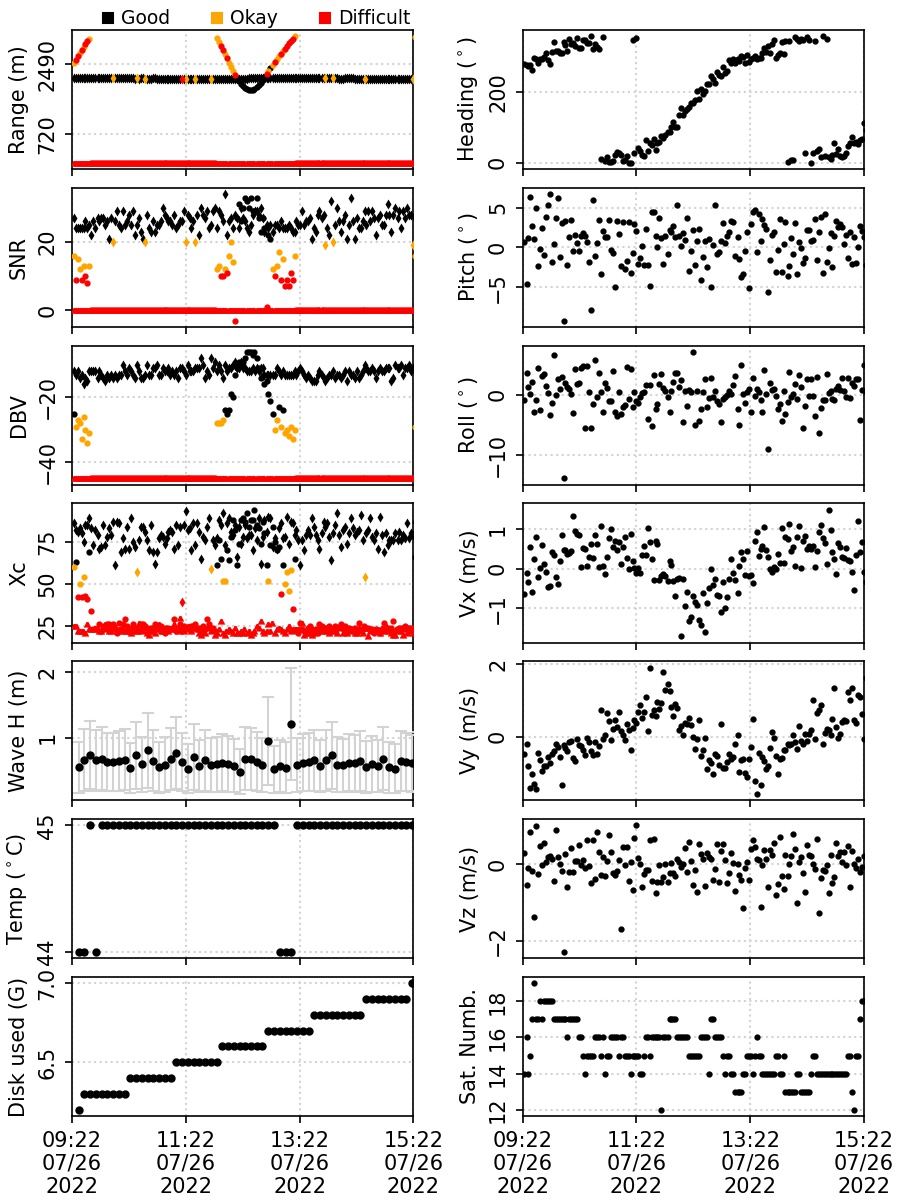 Good Okay Difficult
Range (m)
2490
720
Heading (°)
200
0
SNR
20
0
Pitch (°)
5
0
−5
DBV
−20
−40
Roll (°)
0
−10
Xc
75
50
25
Vx (m/s)
1
0
−1
Wave H (m)
2
1
Vy (m/s)
2
0
Temp (°C)
45
44
Vz (m/s)
0
−2
Disk used (G)
7.0
6.5
Sat. Numb.
18
16
14
12
09:22 11:22 13:22 15:22
07/26 07/26 07/26 07/26
2022 2022 2022 2022
09:22 11:22 13:22 15:22
07/26 07/26 07/26 07/26
2022 2022 2022 2022